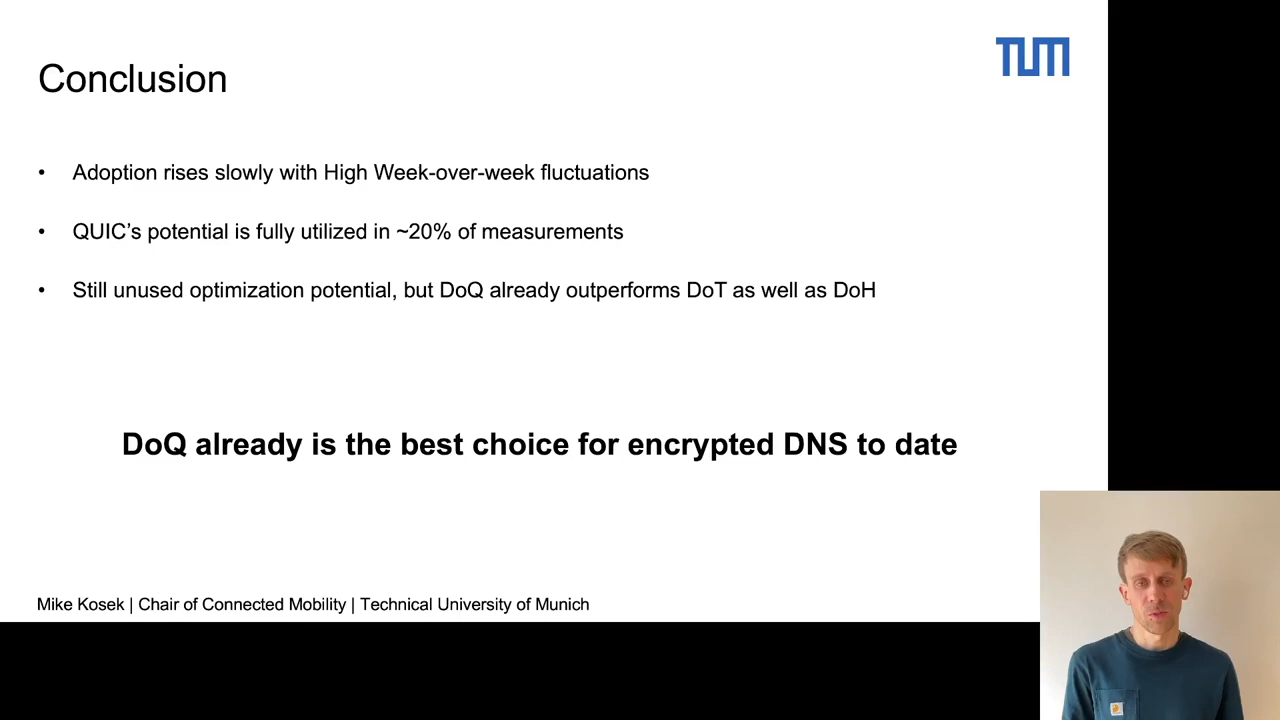 TUM
Conclusion
• Adoption rises slowly with High Week-over-week fluctuations
• QUIC's potential is fully utilized in ~20% of measurements
• Still unused optimization potential, but DoQ already outperforms DoT as well as DoH
DoQ already is the best choice for encrypted DNS to date
Mike Kosek | Chair of Connected Mobility | Technical University of Munich